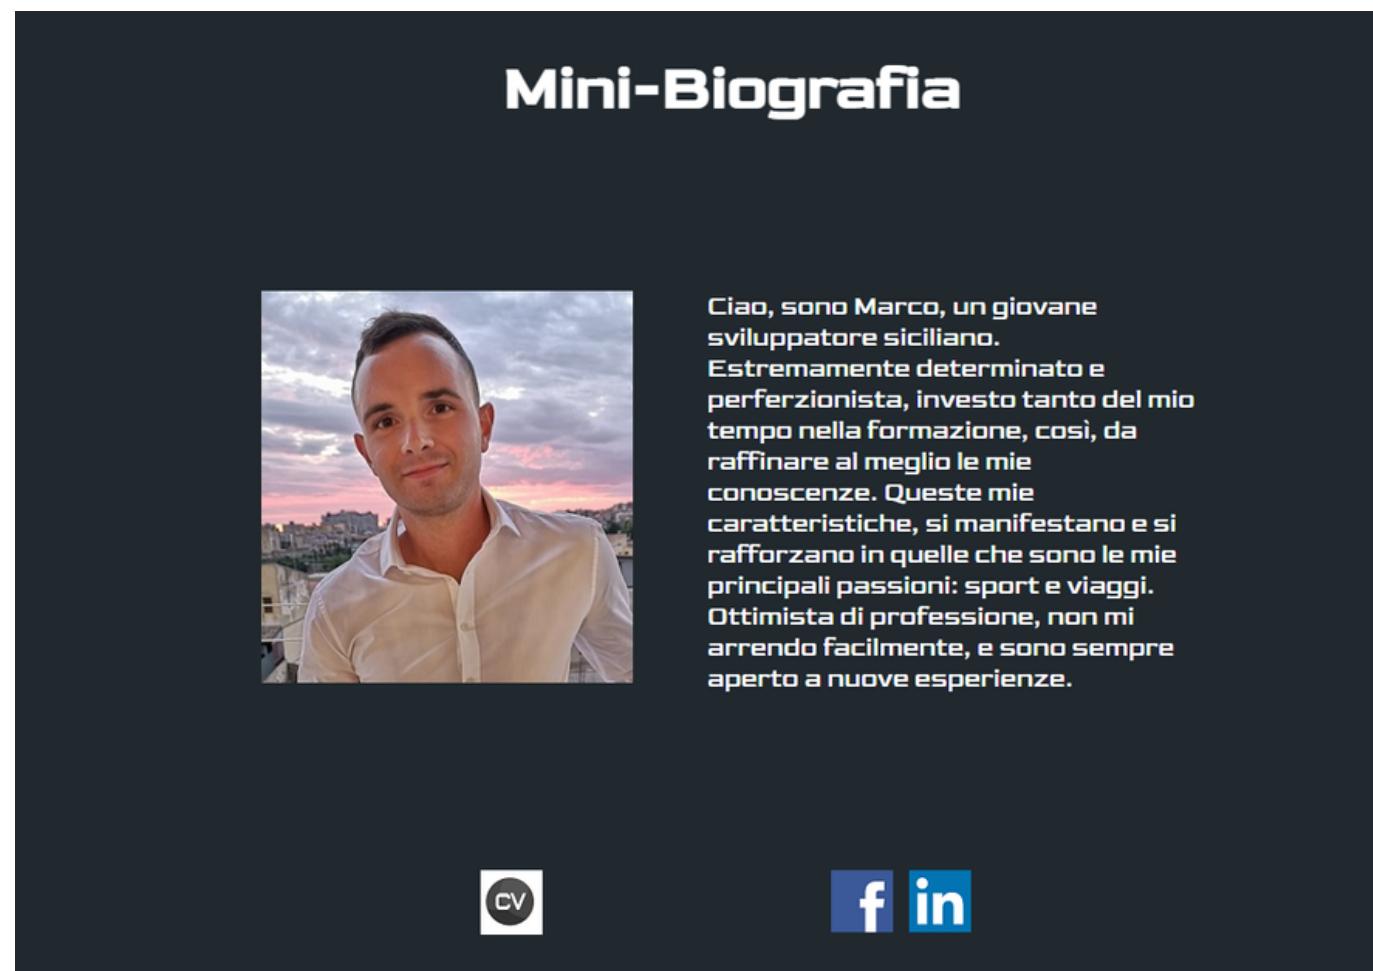 Mini-Biografia
Ciao, sono Marco, un giovane
sviluppatore siciliano.
Estremamente determinato e
perferzionista, investo tanto del mio
tempo nella formazione, così, da
raffinare al meglio le mie
conoscenze. Queste mie
caratteristiche, si manifestano e si
rafforzano in quelle che sono le mie
principali passioni: sport e viaggi.
Ottimista di professione, non mi
arrendo facilmente, e sono sempre
aperto a nuove esperienze.
CV
f
in